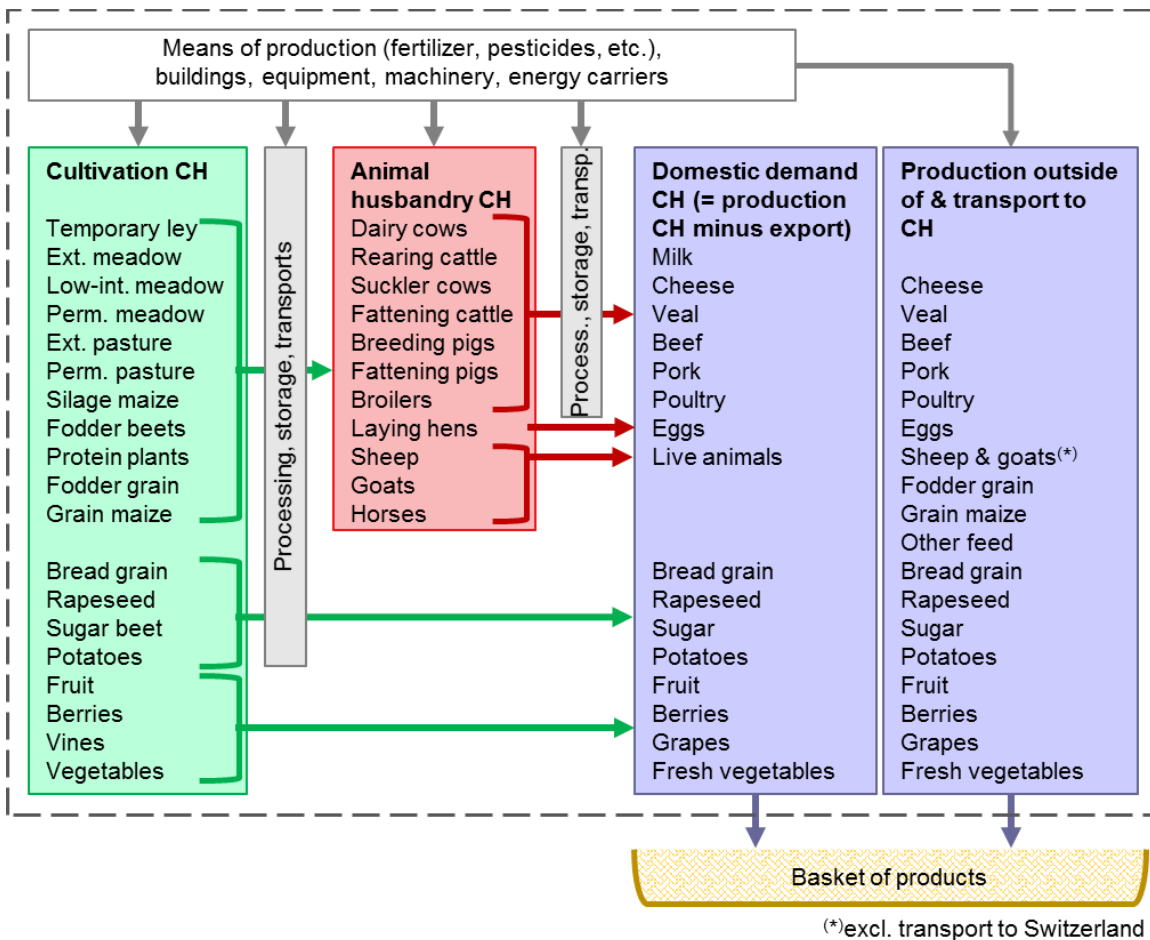 Means of production (fertilizer, pesticides, etc.),
buildings, equipment, machinery, energy carriers
Cultivation CH
Temporary ley
Ext. meadow
Low-int. meadow
Perm. meadow
Ext. pasture
Perm. pasture
Silage maize
Fodder beets
Protein plants
Fodder grain
Grain maize
Bread grain
Rapeseed
Sugar beet
Potatoes
Fruit
Berries
Vines
Vegetables
Processing, storage, transports
Animal
husbandry CH
Dairy cows
Rearing cattle
Suckler cows
Fattening cattle
Breeding pigs
Fattening pigs
Broilers
Laying hens
Sheep
Goats
Horses
Process., storage, transp.
Domestic demand
CH (= production
CH minus export)
Milk
Cheese
Veal
Beef
Pork
Poultry
Eggs
Live animals
Bread grain
Rapeseed
Sugar
Potatoes
Fruit
Berries
Grapes
Fresh vegetables
Production outside
of & transport to
CH
Cheese
Veal
Beef
Pork
Poultry
Eggs
Sheep & goats(*)
Fodder grain
Grain maize
Other feed
Bread grain
Rapeseed
Sugar
Potatoes
Fruit
Berries
Grapes
Fresh vegetables
Basket of products
(*)excl. transport to Switzerland